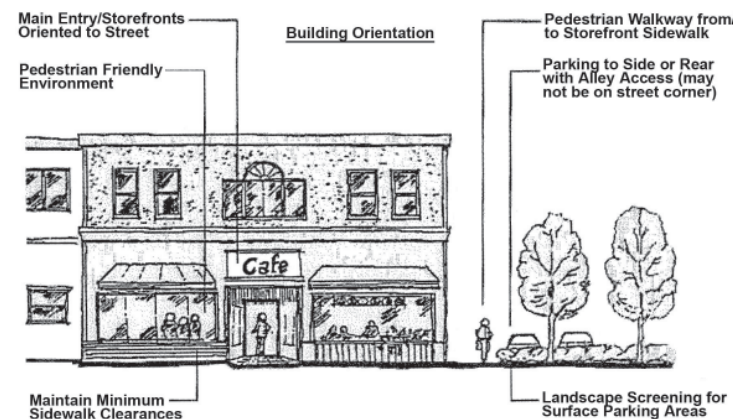 Main Entry/Storefronts
Oriented to Street
Building Orientation
Pedestrian Walkway from/
to Storefront Sidewalk
Pedestrian Friendly
Environment
Parking to Side or Rear
with Alley Access (may
not be on street corner)
Cafe
Maintain Minimum
Sidewalk Clearances
Landscape Screening for
Surface Parking Areas